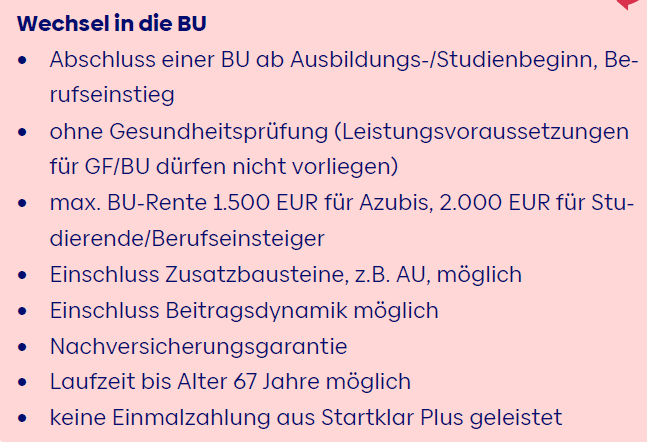 Wechsel in die BU
• Abschluss einer BU ab Ausbildungs-/Studienbeginn, Be-
rufseinstieg
• ohne Gesundheitsprüfung (Leistungsvoraussetzungen
für GF/BU dürfen nicht vorliegen)
• max. BU-Rente 1.500 EUR für Azubis, 2.000 EUR für Stu-
dierende/Berufseinsteiger
• Einschluss Zusatzbausteine, z.B. AU, möglich
• Einschluss Beitragsdynamik möglich
• Nachversicherungsgarantie
• Laufzeit bis Alter 67 Jahre möglich
• keine Einmalzahlung aus Startklar Plus geleistet